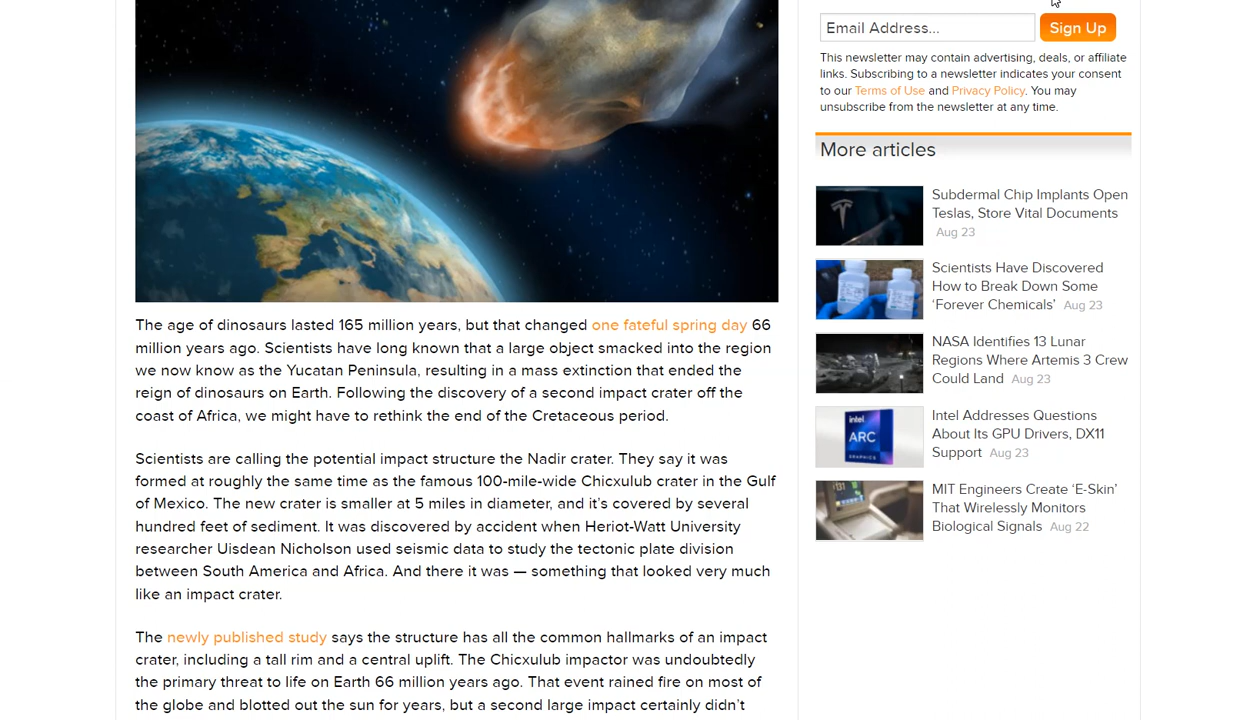 The age of dinosaurs lasted 165 million years, but that changed one fateful spring day 66
million years ago. Scientists have long known that a large object smacked into the region
we now know as the Yucatan Peninsula, resulting in a mass extinction that ended the
reign of dinosaurs on Earth. Following the discovery of a second impact crater off the
coast of Africa, we might have to rethink the end of the Cretaceous period.
Scientists are calling the potential impact structure the Nadir crater. They say it was
formed at roughly the same time as the famous 100-mile-wide Chicxulub crater in the Gulf
of Mexico. The new crater is smaller at 5 miles in diameter, and it’s covered by several
hundred feet of sediment. It was discovered by accident when Heriot-Watt University
researcher Uisdean Nicholson used seismic data to study the tectonic plate division
between South America and Africa. And there it was — something that looked very much
like an impact crater.
The newly published study says the structure has all the common hallmarks of an impact
crater, including a tall rim and a central uplift. The Chicxulub impactor was undoubtedly
the primary threat to life on Earth 66 million years ago. That event rained fire on most of
the globe and blotted out the sun for years, but a second large impact certainly didn’t
Email Address...
Sign Up
This newsletter may contain advertising, deals, or affiliate
links. Subscribing to a newsletter indicates your consent
to our Terms of Use and Privacy Policy. You may
unsubscribe from the newsletter at any time.
More articles
Subdermal Chip Implants Open
Teslas, Store Vital Documents
Aug 23
Scientists Have Discovered
How to Break Down Some
‘Forever Chemicals’ Aug 23
NASA Identifies 13 Lunar
Regions Where Artemis 3 Crew
Could Land Aug 23
intel
ARC
GRAPHICS
Intel Addresses Questions
About Its GPU Drivers, DX11
Support Aug 23
MIT Engineers Create ‘E-Skin’
That Wirelessly Monitors
Biological Signals Aug 22